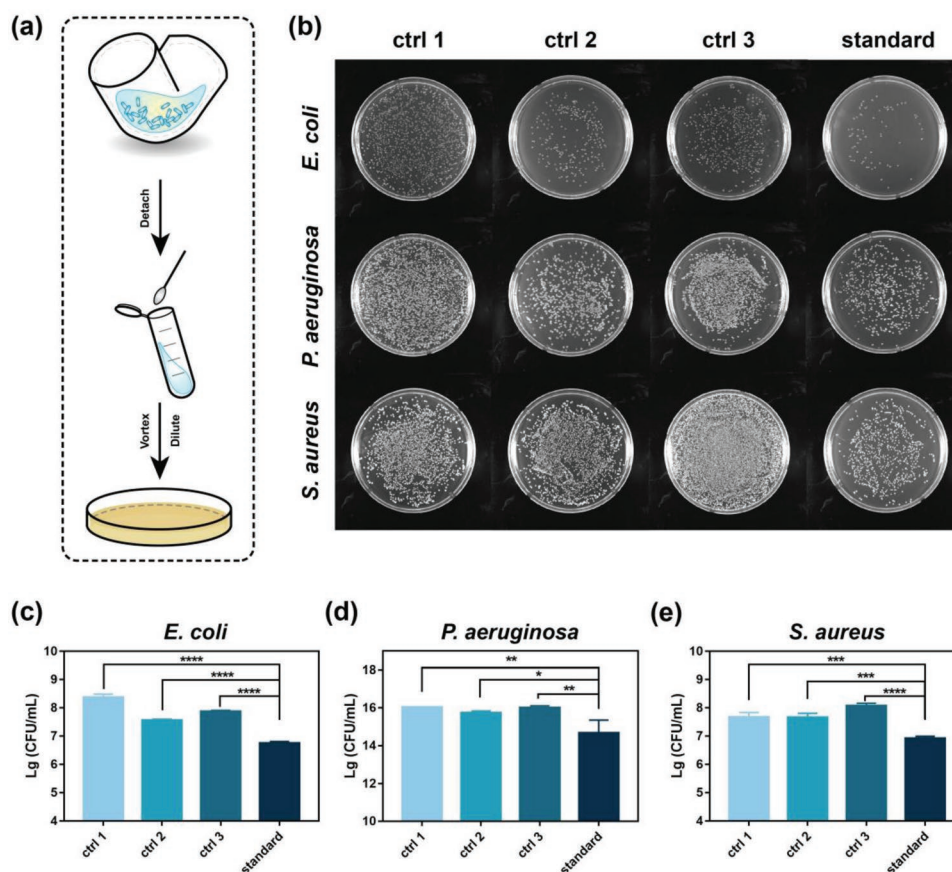 (a)
Detach
Vortex
Dilute
(b)
ctrl 1 ctrl 2 ctrl 3 standard
E. coli
P. aeruginosa
S. aureus
(c)
E. coli
Lg (CFU/mL)
10
9
8
7
6
5
4
****
****
****
ctrl 1 ctrl 2 ctrl 3 standard
(d)
P. aeruginosa
Lg (CFU/mL)
18
16
14
12
10
**
*
**
ctrl 1 ctrl 2 ctrl 3 standard
(e)
S. aureus
Lg (CFU/mL)
10
9
8
7
6
5
4
***
***
****
ctrl 1 ctrl 2 ctrl 3 standard